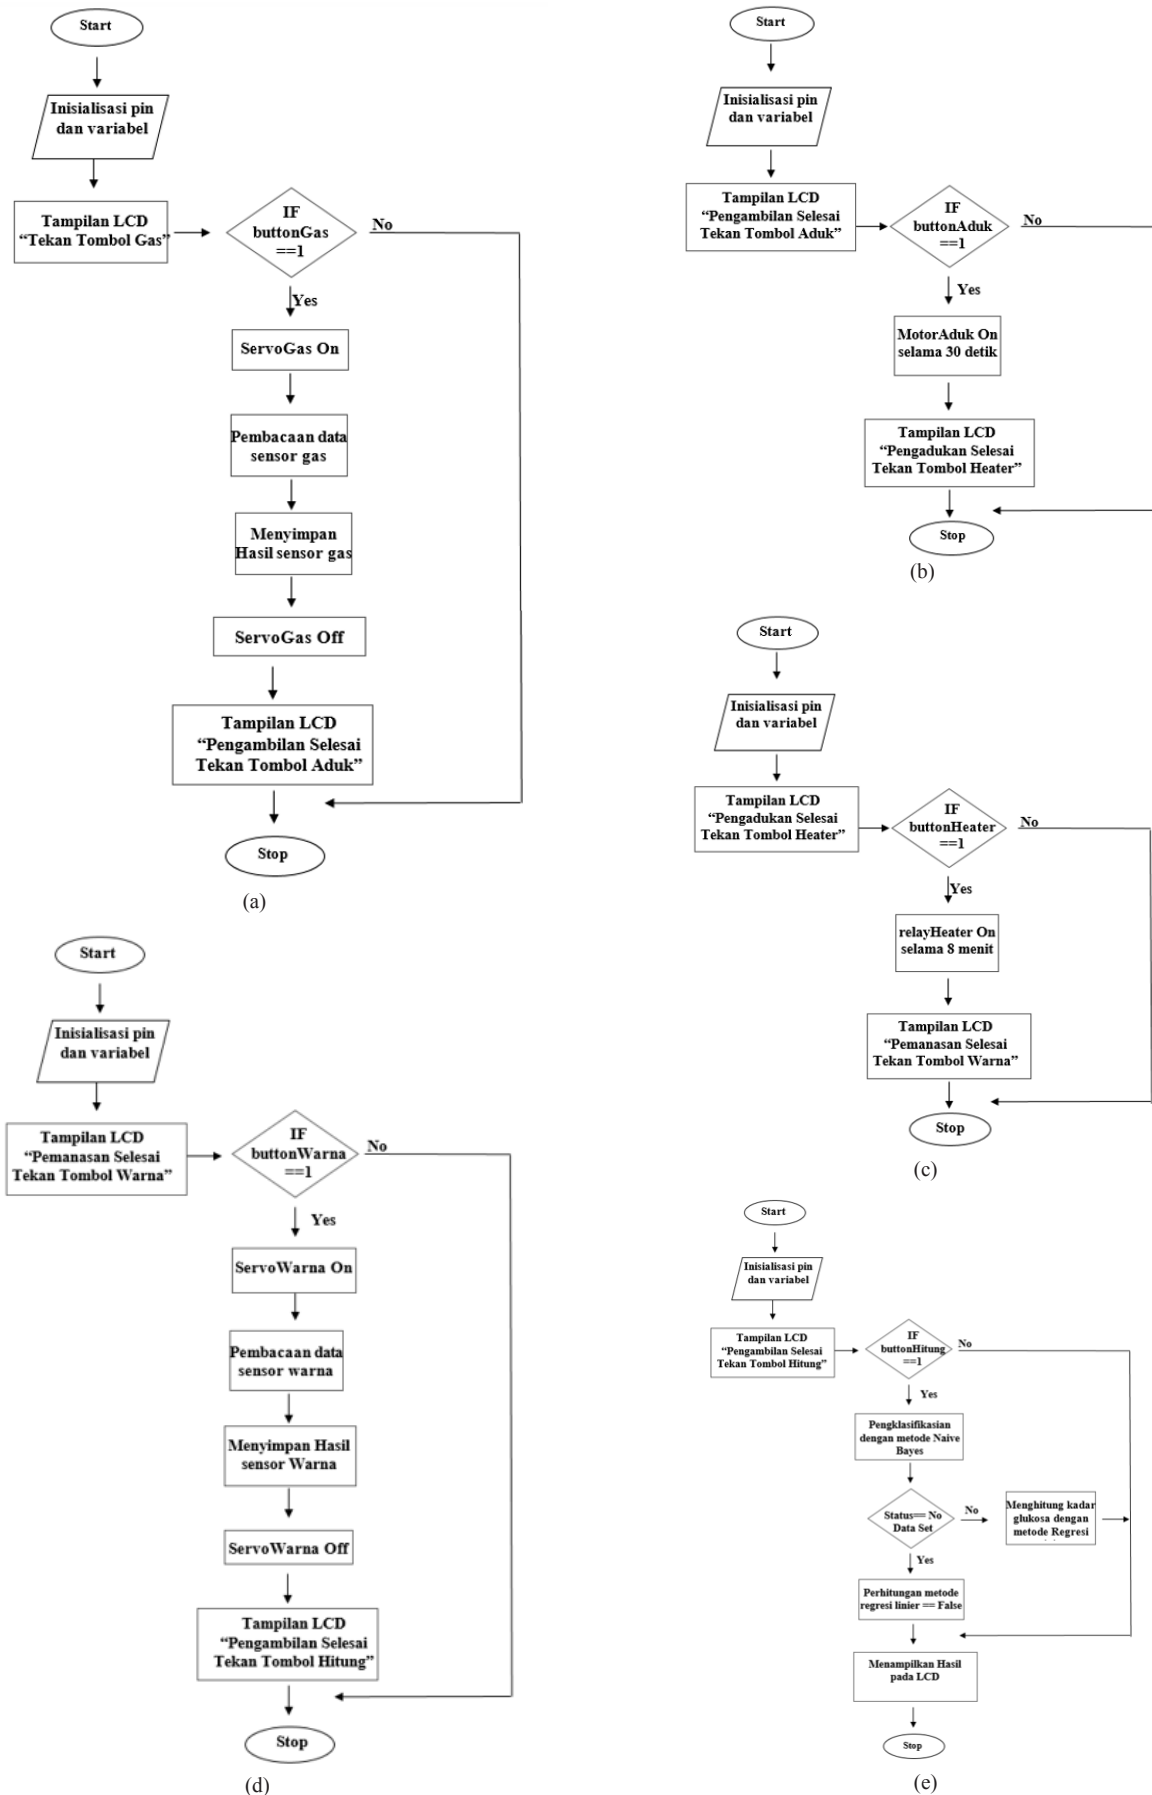 Start
Inisialisasi pin
dan variabel
Tampilan LCD
“Tekan Tombol Gas”
IF
buttonGas
==1
No
Yes
ServoGas On
Pembacaan data
sensor gas
Menyimpan
Hasil sensor gas
ServoGas Off
Tampilan LCD
“Pengambilan Selesai
Tekan Tombol Aduk”
Stop
(a)
Start
Inisialisasi pin
dan variabel
Tampilan LCD
“Pengambilan Selesai
Tekan Tombol Aduk”
IF
buttonAduk
==1
No
Yes
MotorAduk On
selama 30 detik
Tampilan LCD
“Pengadukan Selesai
Tekan Tombol Heater”
Stop
(b)
Start
Inisialisasi pin
dan variabel
Tampilan LCD
“Pengadukan Selesai
Tekan Tombol Heater”
IF
buttonHeater
==1
No
Yes
relayHeater On
selama 8 menit
Tampilan LCD
“Pemanasan Selesai
Tekan Tombol Warna”
Stop
(c)
Start
Inisialisasi pin
dan variabel
Tampilan LCD
“Pemanasan Selesai
Tekan Tombol Warna”
IF
buttonWarna
==1
No
Yes
ServoWarna On
Pembacaan data
sensor warna
Menyimpan Hasil
sensor Warna
ServoWarna Off
Tampilan LCD
“Pengambilan Selesai
Tekan Tombol Hitung”
Stop
(d)
Start
Inisialisasi pin
dan variabel
Tampilan LCD
“Pengambilan Selesai
Tekan Tombol Hitung”
IF
buttonHitung
==1
No
Yes
Pengklasifikasian
dengan metode Naive
Bayes
Status== No
Data Set
No
Menghitung kadar
glukosa dengan
metode Regresi
Yes
Perhitungan metode
regresi linier == False
Menampilkan Hasil
pada LCD
Stop
(e)